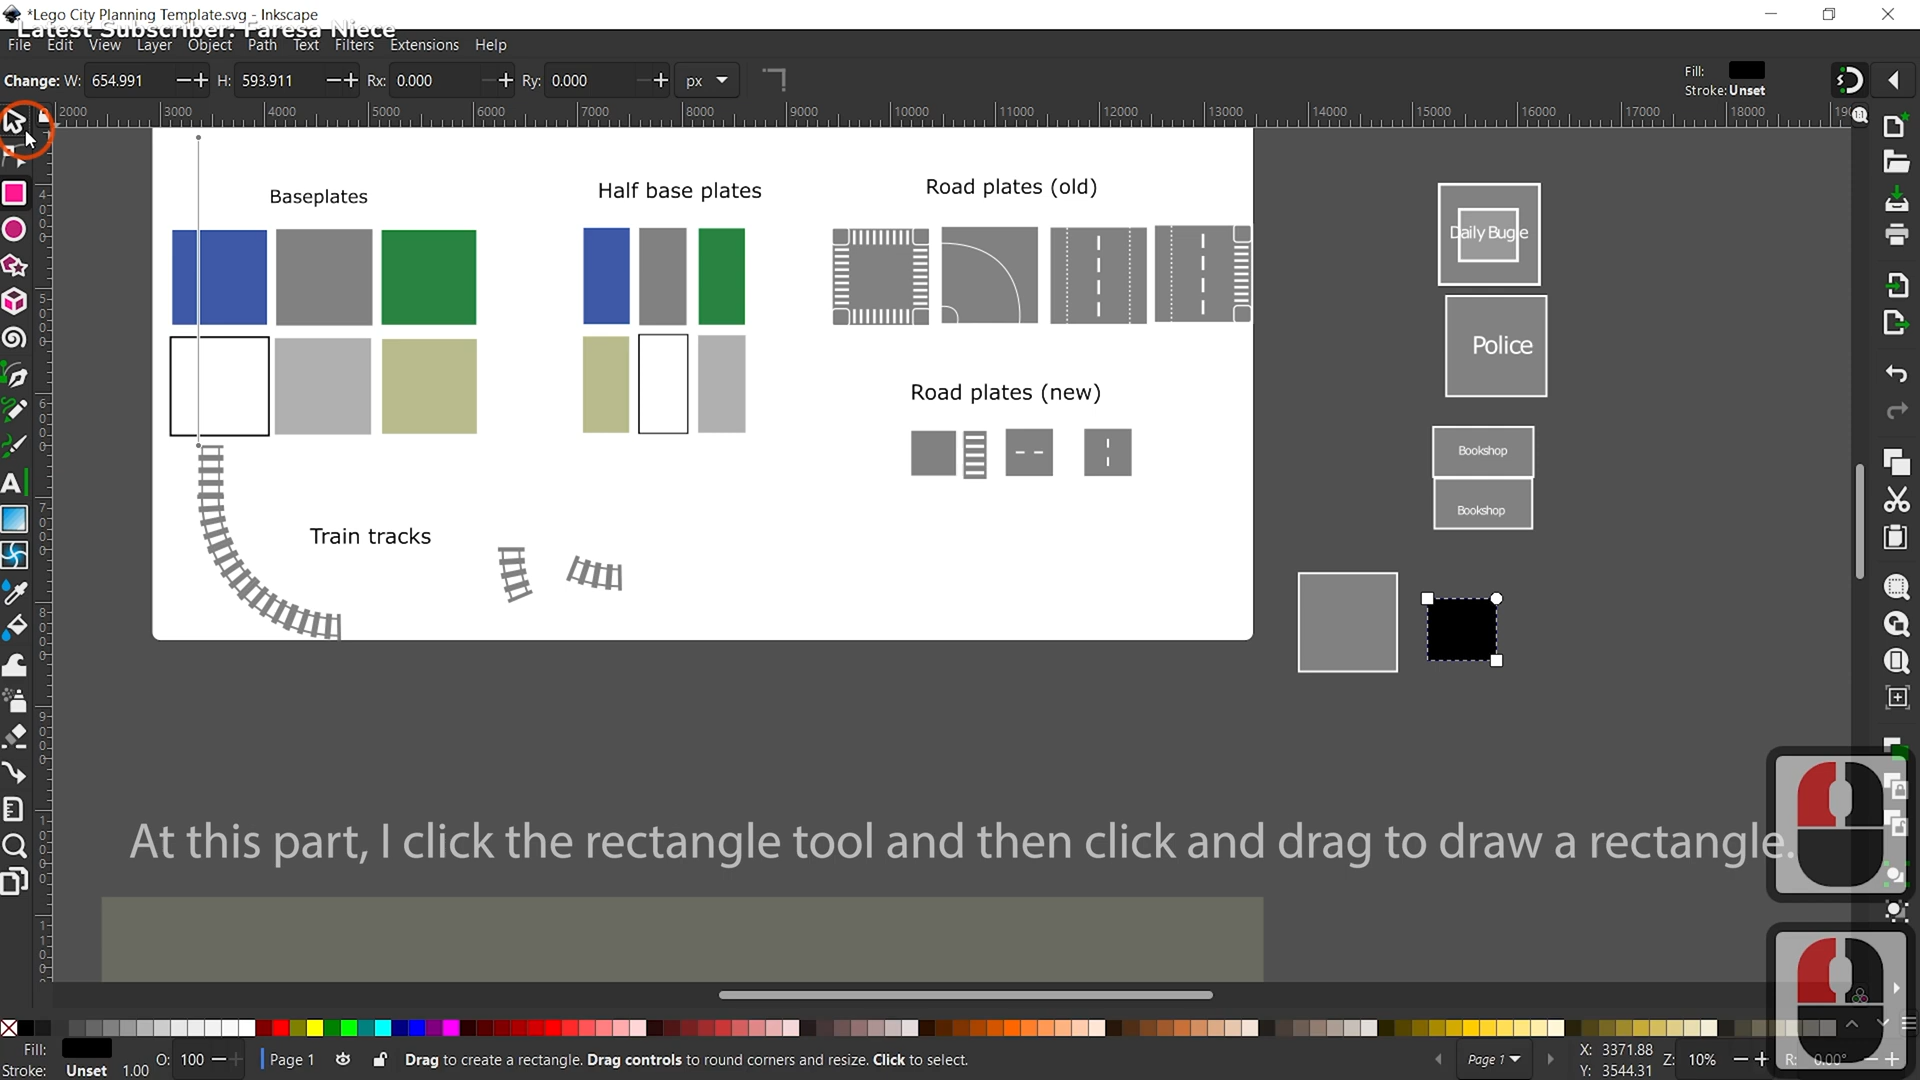 *Lego City Planning Template.svg - Inkscape
Latest Subscriber: Faresa Niece
File Edit View Layer Object Path Text Filters Extensions Help
Change: W: 654.991 H: 593.911 Rx: 0.000 Ry: 0.000 px
Fill:
Stroke: Unset
2000 3000 4000 5000 6000 7000 8000 9000 10000 11000 12000 13000 14000 15000 16000 17000 18000
Baseplates
Half base plates
Road plates (old)
Daily Bugle
Police
Road plates (new)
Bookshop
Bookshop
Train tracks
At this part, I click the rectangle tool and then click and drag to draw a rectangle.
Fill:
Stroke: Unset 1.00
O: 100
Page 1
Drag to create a rectangle. Drag controls to round corners and resize. Click to select.
Page 1
X: 3371.88
Y: 3544.31
Z: 10%
R: 0.00°